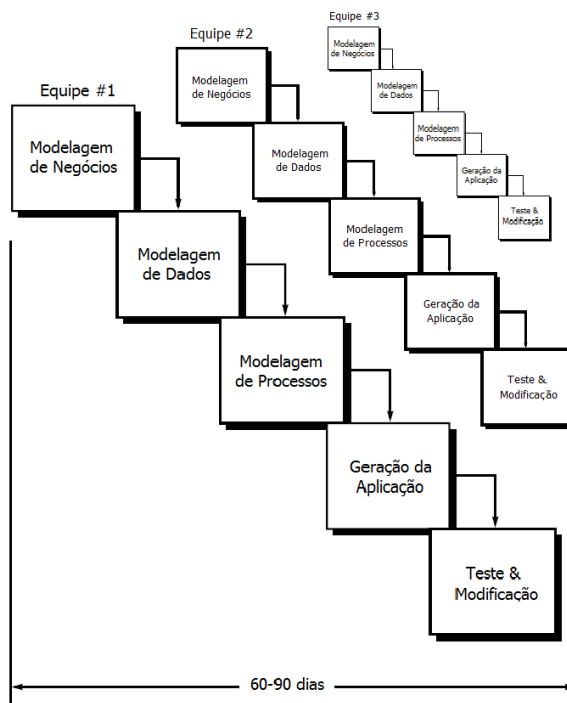 Equipe #1
Modelagem
de Negócios
Modelagem
de Dados
Modelagem
de Processos
Geração da
Aplicação
Teste &
Modificação
Equipe #2
Modelagem
de Negócios
Modelagem
de Dados
Modelagem
de Processos
Geração da
Aplicação
Teste &
Modificação
Equipe #3
Modelagem
de Negócios
Modelagem
de Dados
Modelagem
de Processos
Geração da
Aplicação
Teste &
Modificação
60-90 dias